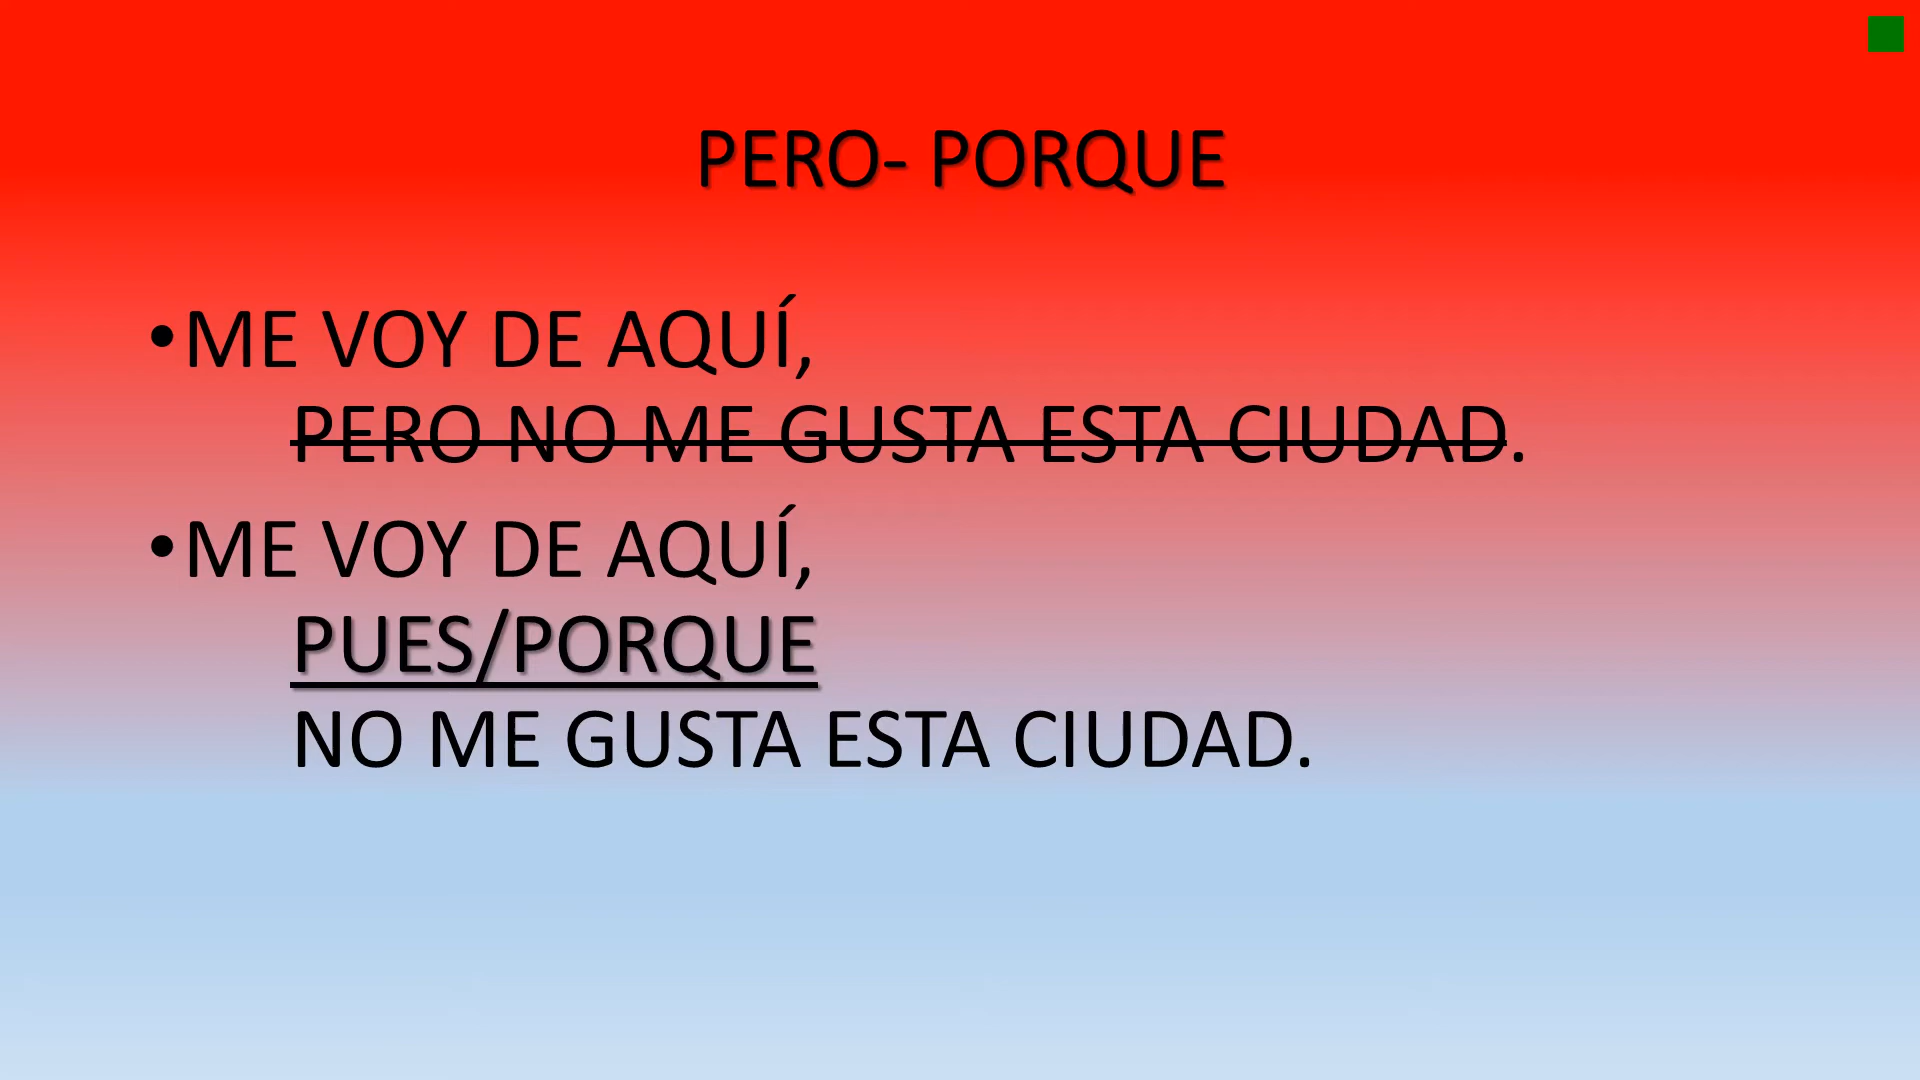 PERO- PORQUE
•ME VOY DE AQUÍ,
PERO NO ME GUSTA ESTA CIUDAD.
•ME VOY DE AQUÍ,
PUES/PORQUE
NO ME GUSTA ESTA CIUDAD.